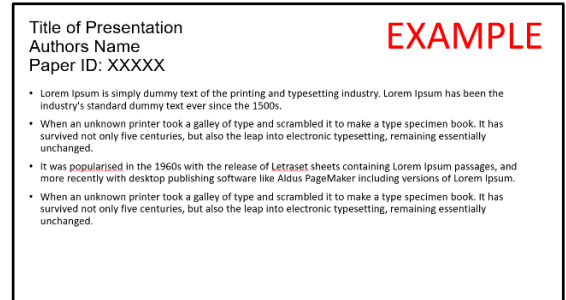 Title of Presentation
Authors Name
Paper ID: XXXXX
EXAMPLE
• Lorem Ipsum is simply dummy text of the printing and typesetting industry. Lorem Ipsum has been the
industry's standard dummy text ever since the 1500s.
• When an unknown printer took a galley of type and scrambled it to make a type specimen book. It has
survived not only five centuries, but also the leap into electronic typesetting, remaining essentially
unchanged.
• It was popularised in the 1960s with the release of Letraset sheets containing Lorem Ipsum passages, and
more recently with desktop publishing software like Aldus PageMaker including versions of Lorem Ipsum.
• When an unknown printer took a galley of type and scrambled it to make a type specimen book. It has
survived not only five centuries, but also the leap into electronic typesetting, remaining essentially
unchanged.